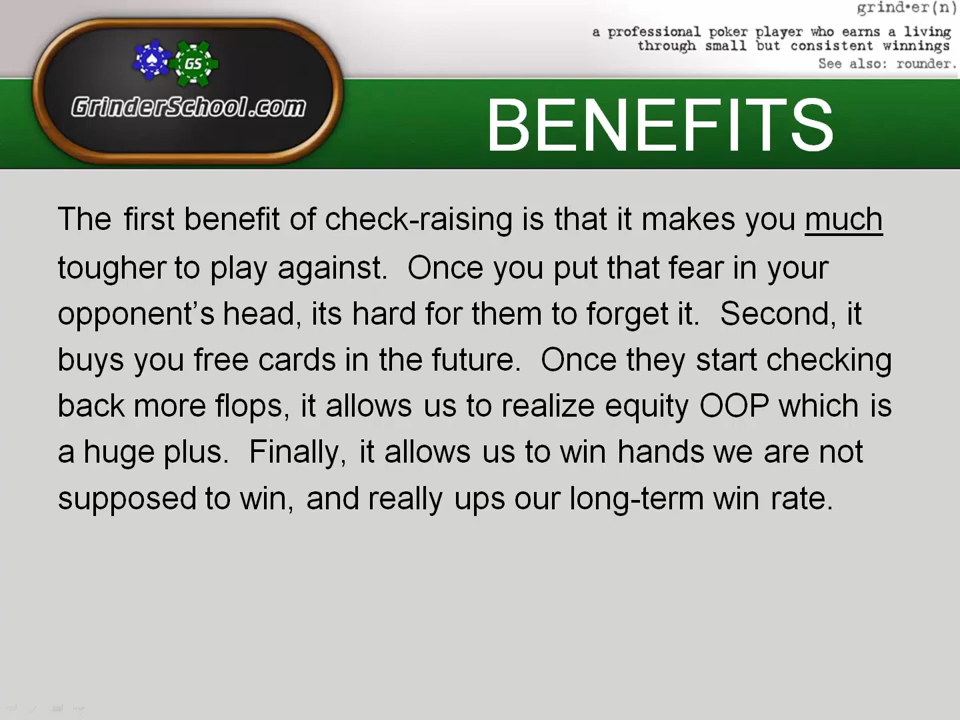 grind•er(n)
a professional poker player who earns a living
through small but consistent winnings
See also: rounder.
GS
GrinderSchool.com
BENEFITS
The first benefit of check-raising is that it makes you much
tougher to play against.  Once you put that fear in your
opponent’s head, its hard for them to forget it.  Second, it
buys you free cards in the future.  Once they start checking
back more flops, it allows us to realize equity OOP which is
a huge plus.  Finally, it allows us to win hands we are not
supposed to win, and really ups our long-term win rate.